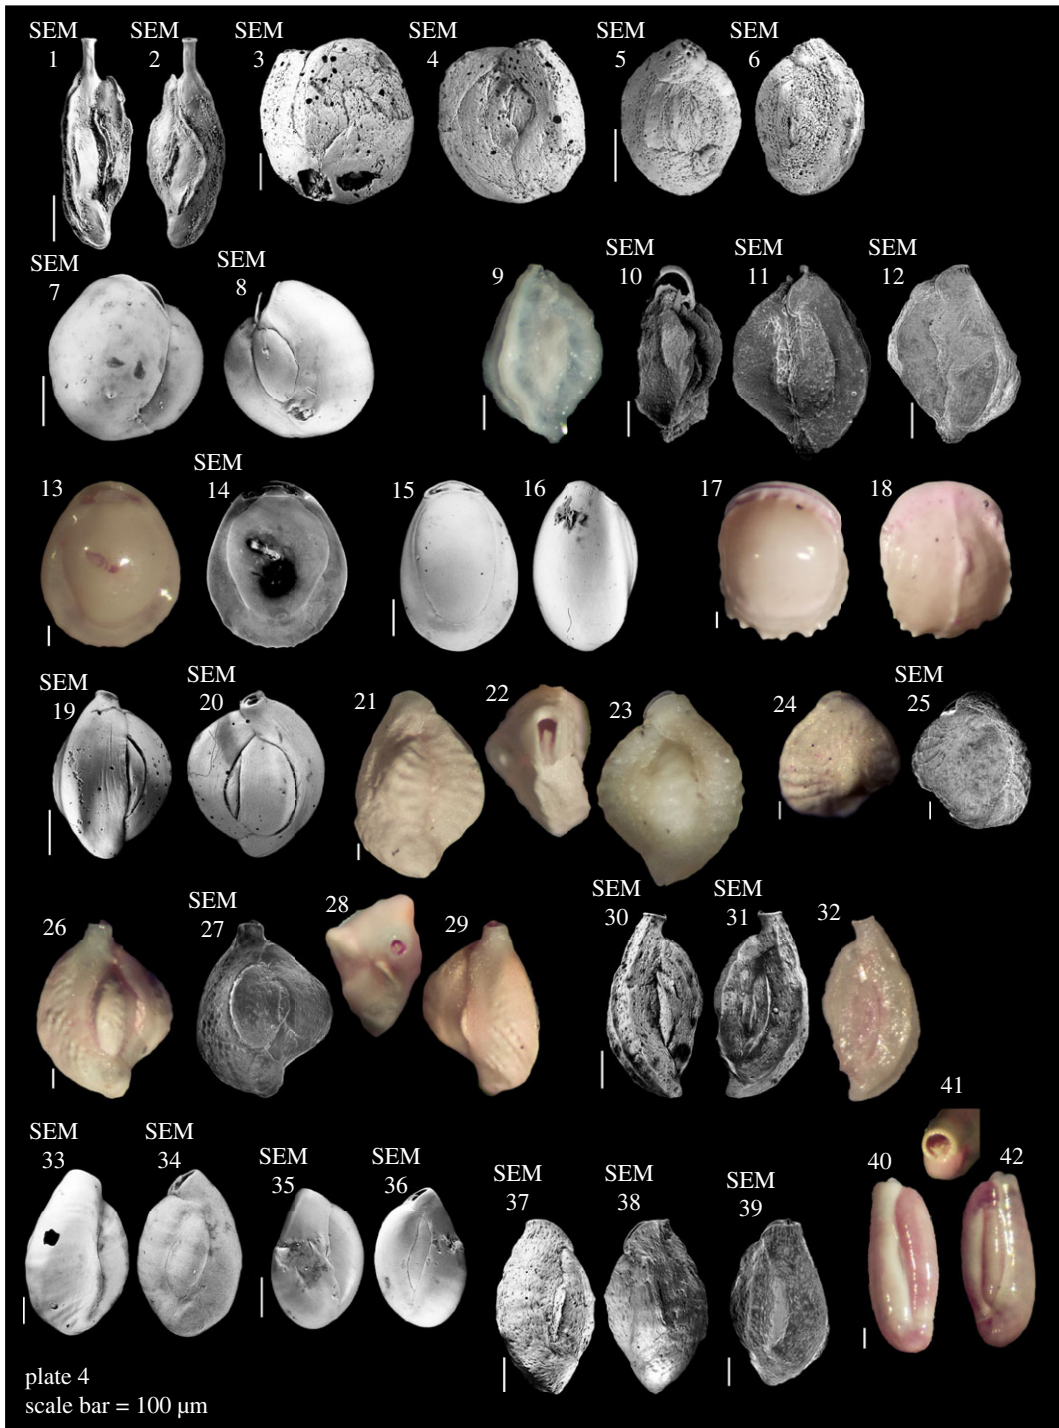 SEM SEM SEM SEM SEM SEM
1 2 3 4 5 6
SEM SEM SEM SEM SEM
7 8 9 10 11 12
SEM
13 14 15 16 17 18
SEM SEM SEM
19 20 21 22 23 24 25
SEM SEM SEM
26 27 28 29 30 31 32
41
SEM SEM SEM SEM SEM SEM SEM
33 34 35 36 37 38 39 40 42
plate 4
scale bar = 100 µm